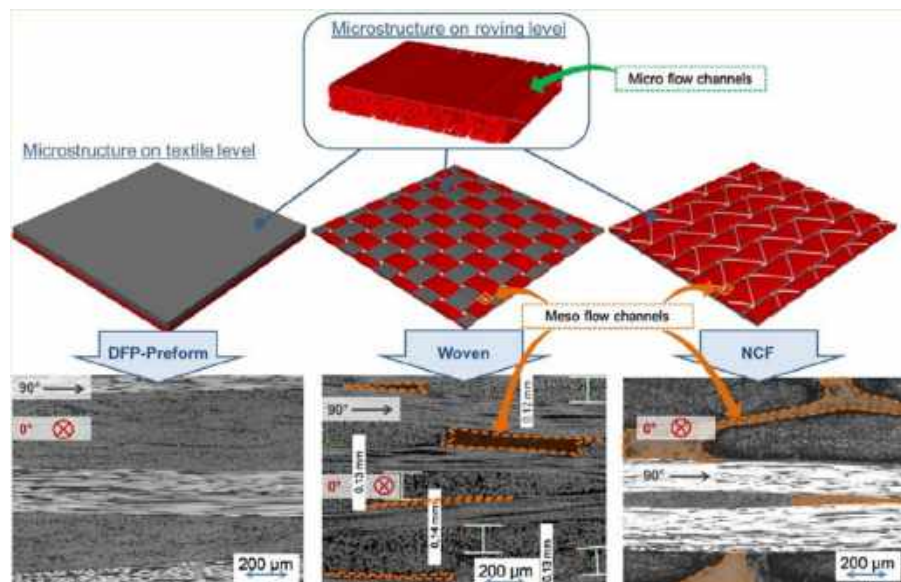 Microstructure on roving level
Micro flow channels
Microstructure on textile level
Meso flow channels
DFP-Preform
Woven
NCF
90°
0°
200 µm
90°
0°
0.13 mm
0.14 mm
0.12 mm
0.13 mm
200 µm
0°
90°
200 µm